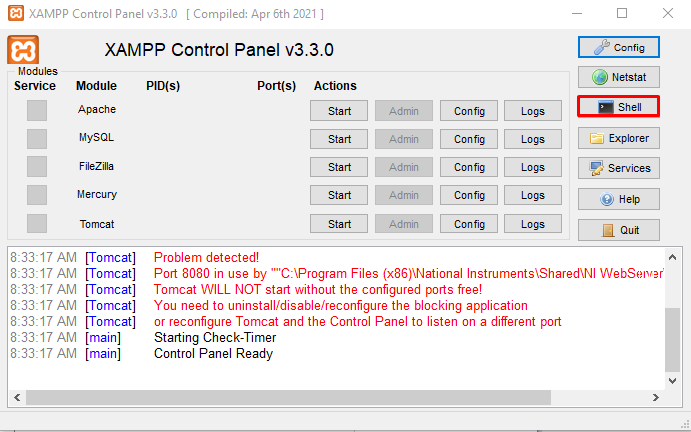 XAMPP Control Panel v3.3.0 [ Compiled: Apr 6th 2021 ]
XAMPP Control Panel v3.3.0
Config
Modules
Netstat
Service Module PID(s) Port(s) Actions
Shell
Apache Start Admin Config Logs
MySQL Start Admin Config Logs
Explorer
FileZilla Start Admin Config Logs
Services
Mercury Start Admin Config Logs
Help
Tomcat Start Admin Config Logs
Quit
8:33:17 AM [Tomcat] Problem detected!
8:33:17 AM [Tomcat] Port 8080 in use by ""C:\Program Files (x86)\National Instruments\Shared\NI WebServer\
8:33:17 AM [Tomcat] Tomcat WILL NOT start without the configured ports free!
8:33:17 AM [Tomcat] You need to uninstall/disable/reconfigure the blocking application
8:33:17 AM [Tomcat] or reconfigure Tomcat and the Control Panel to listen on a different port
8:33:17 AM [main] Starting Check-Timer
8:33:17 AM [main] Control Panel Ready